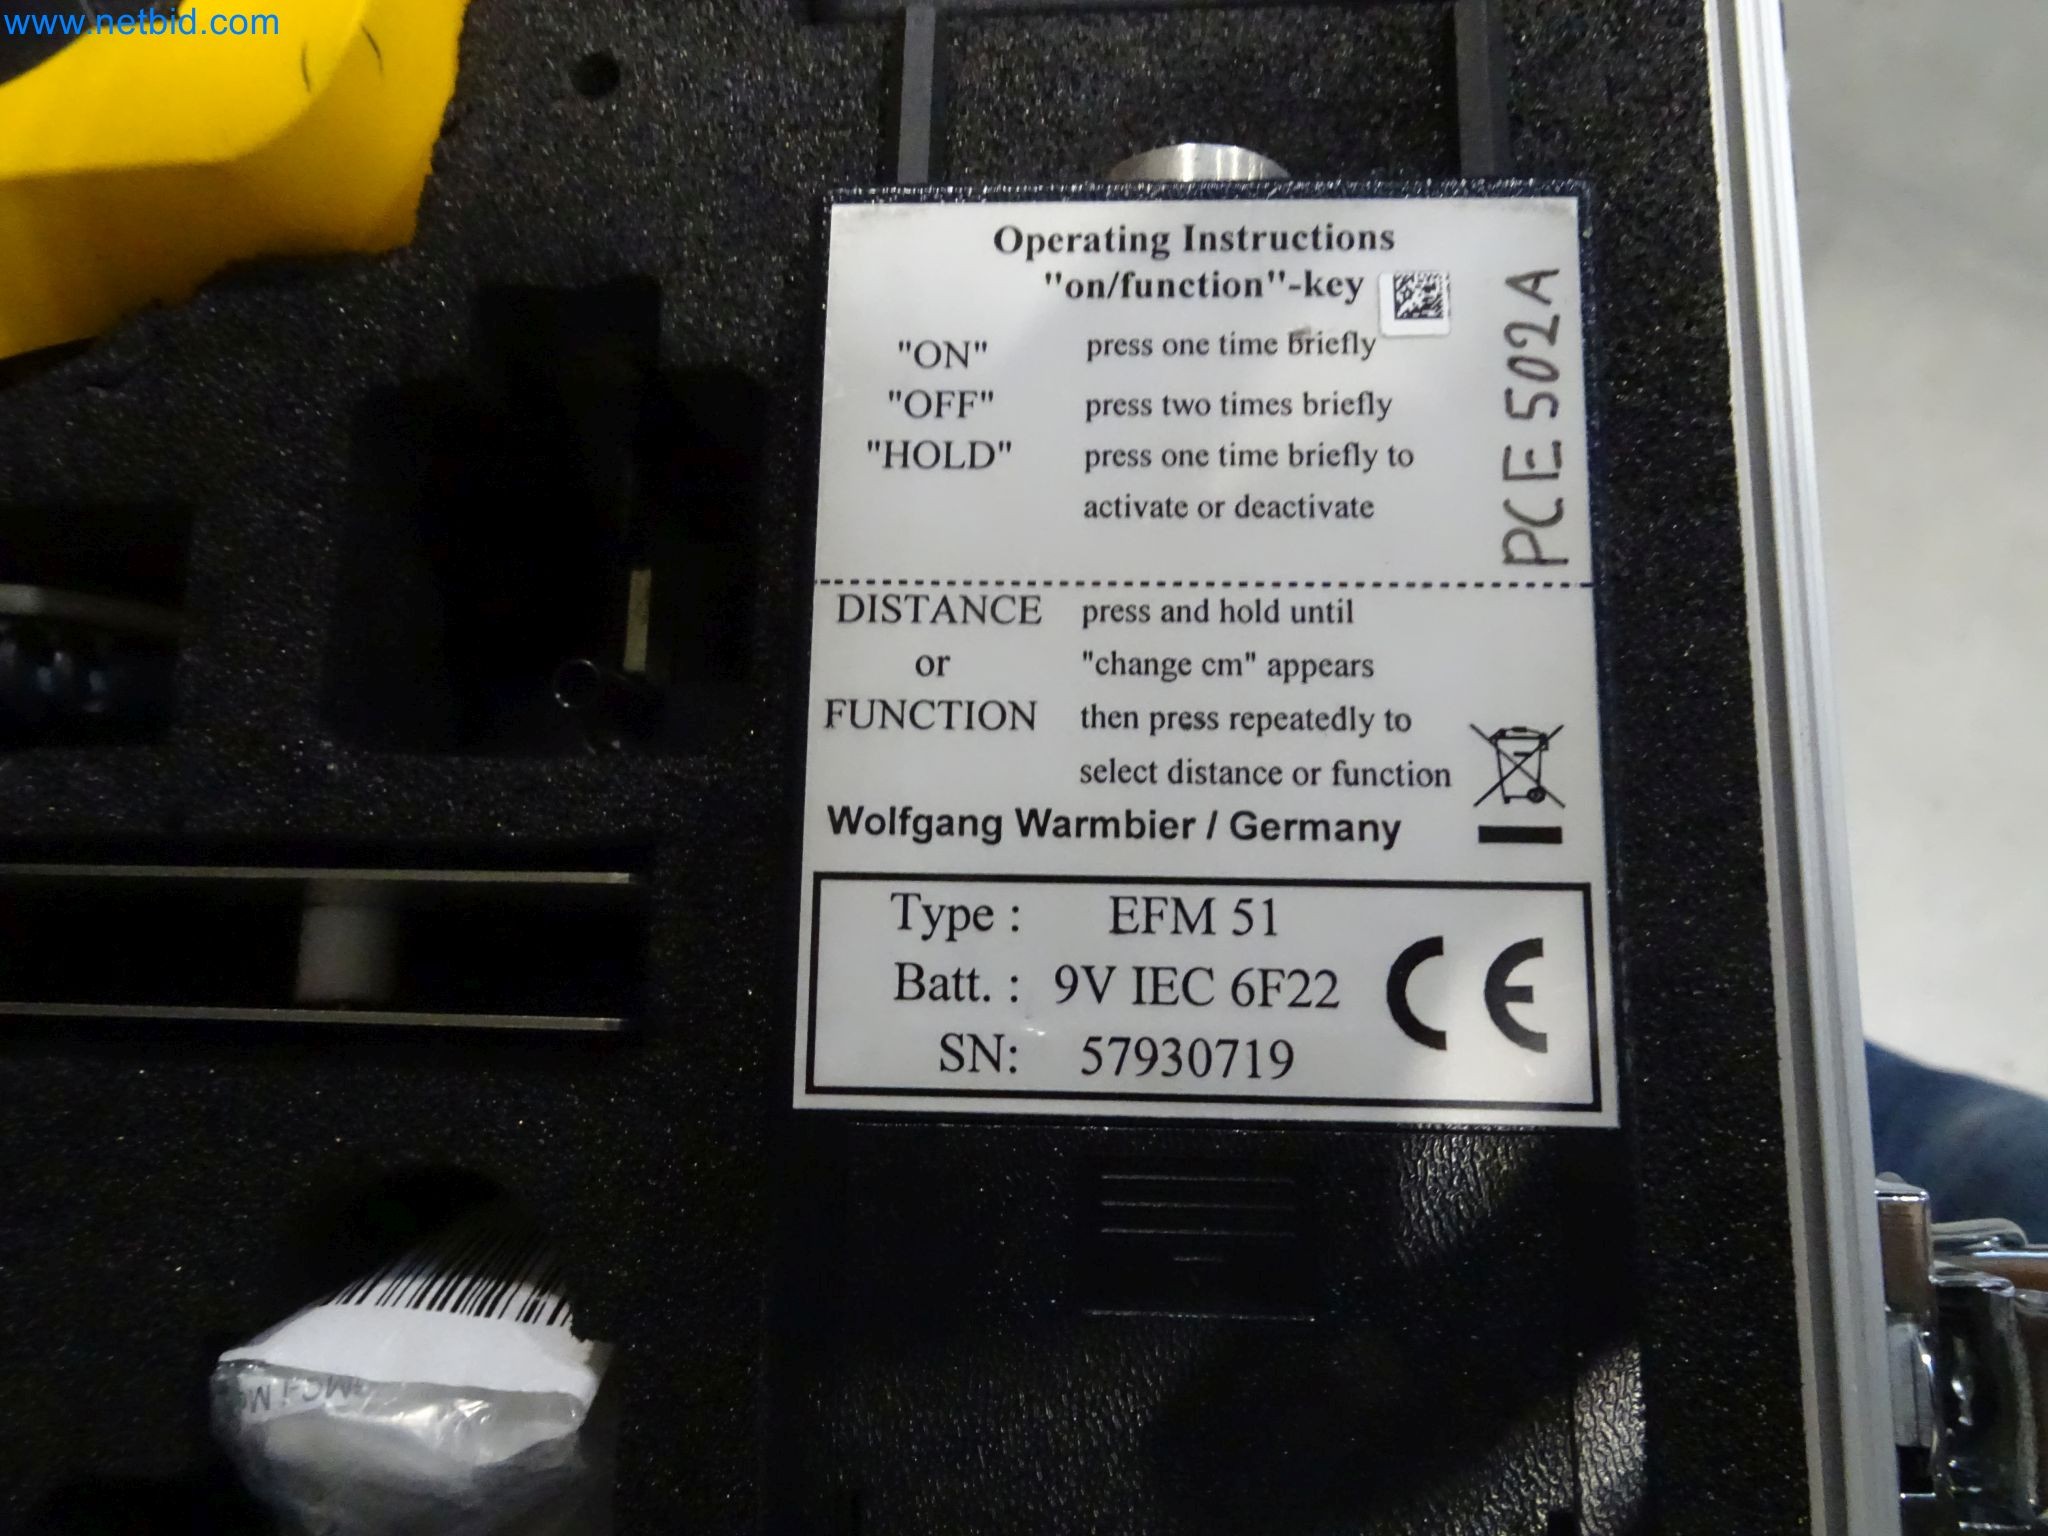 www.netbid.com
Operating Instructions
"on/function"-key
"ON" press one time briefly
"OFF" press two times briefly
"HOLD" press one time briefly to
activate or deactivate
PCE502A
DISTANCE press and hold until
or "change cm" appears
FUNCTION then press repeatedly to
select distance or function
Wolfgang Warmbier / Germany
Type : EFM 51
Batt. : 9V IEC 6F22
SN: 57930719
CE